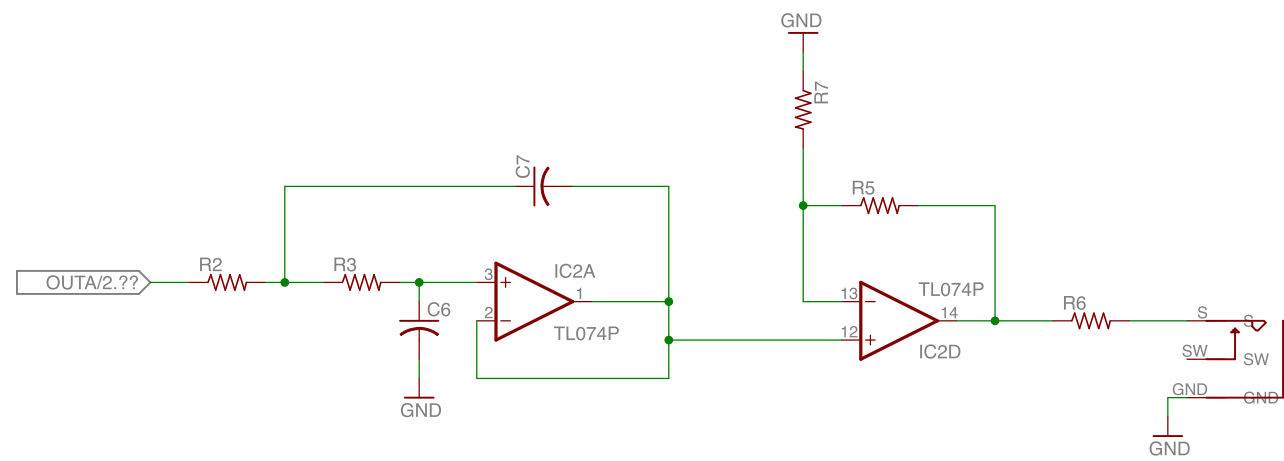 GND
R7
C7
R5
OUTA/2.??
R2
R3
3
IC2A
1
2
TL074P
C6
GND
13
TL074P
14
12
IC2D
R6
S
S
SW
SW
GND
GND
GND